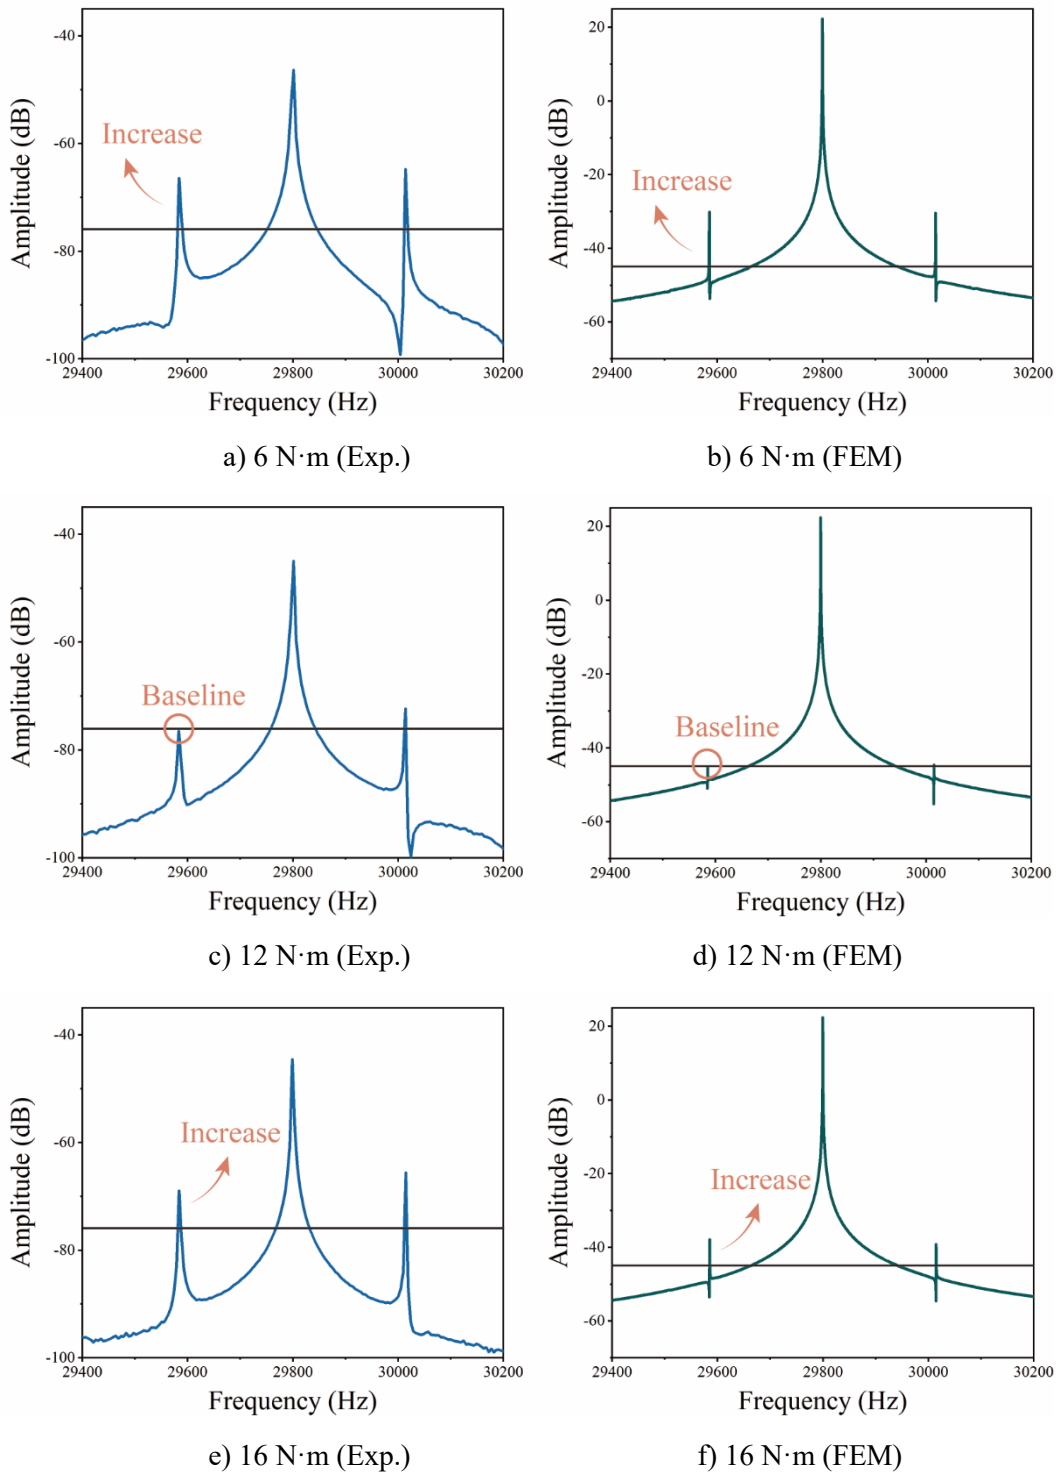 -40
-60
-80
-100
Amplitude (dB)
Increase
29400 29600 29800 30000 30200
Frequency (Hz)
a) 6 N·m (Exp.)
20
0
-20
-40
-60
Amplitude (dB)
Increase
29400 29600 29800 30000 30200
Frequency (Hz)
b) 6 N·m (FEM)
-40
-60
-80
-100
Amplitude (dB)
Baseline
29400 29600 29800 30000 30200
Frequency (Hz)
c) 12 N·m (Exp.)
20
0
-20
-40
-60
Amplitude (dB)
Baseline
29400 29600 29800 30000 30200
Frequency (Hz)
d) 12 N·m (FEM)
-40
-60
-80
-100
Amplitude (dB)
Increase
29400 29600 29800 30000 30200
Frequency (Hz)
e) 16 N·m (Exp.)
20
0
-20
-40
-60
Amplitude (dB)
Increase
29400 29600 29800 30000 30200
Frequency (Hz)
f) 16 N·m (FEM)